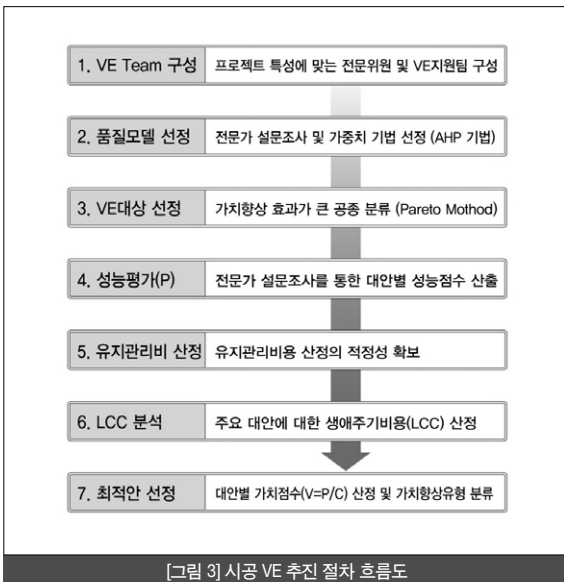 1. VE Team 구성 프로젝트 특성에 맞는 전문위원 및 VE지원팀 구성
2. 품질모델 선정 전문가 설문조사 및 가중치 기법 선정 (AHP 기법)
3. VE대상 선정 가치향상 효과가 큰 공종 분류 (Pareto Mothod)
4. 성능평가(P) 전문가 설문조사를 통한 대안별 성능점수 산출
5. 유지관리비 산정 유지관리비용 산정의 적정성 확보
6. LCC 분석 주요 대안에 대한 생애주기비용(LCC) 산정
7. 최적안 선정 대안별 가치점수(V=P/C) 산정 및 가치향상유형 분류
[그림 3] 시공 VE 추진 절차 흐름도